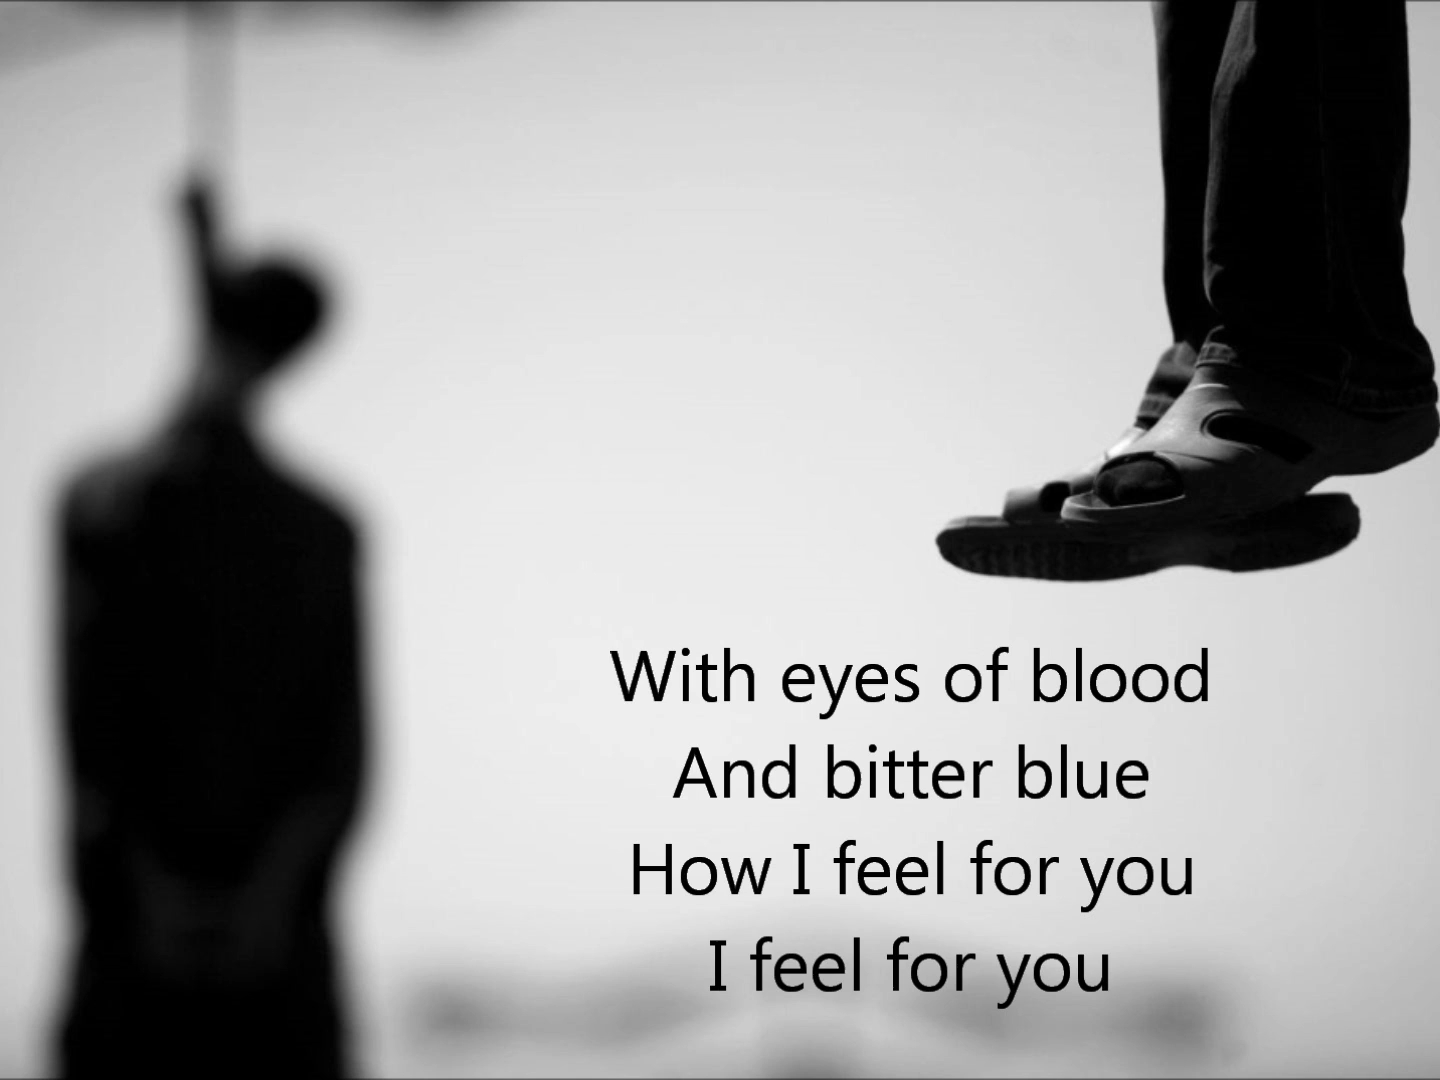 With eyes of blood
And bitter blue
How I feel for you
I feel for you